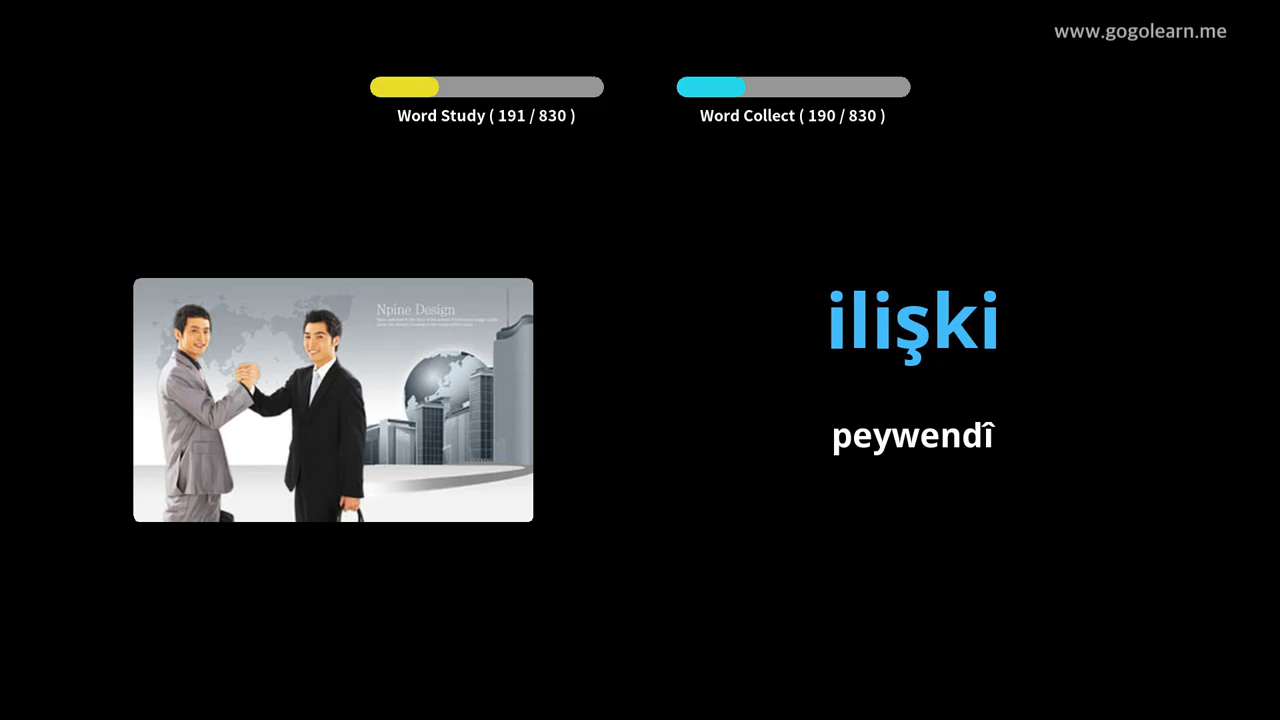 www.gogolearn.me
Word Study ( 191 / 830 )
Word Collect ( 190 / 830 )
Npine Design
ilişki
peywendî